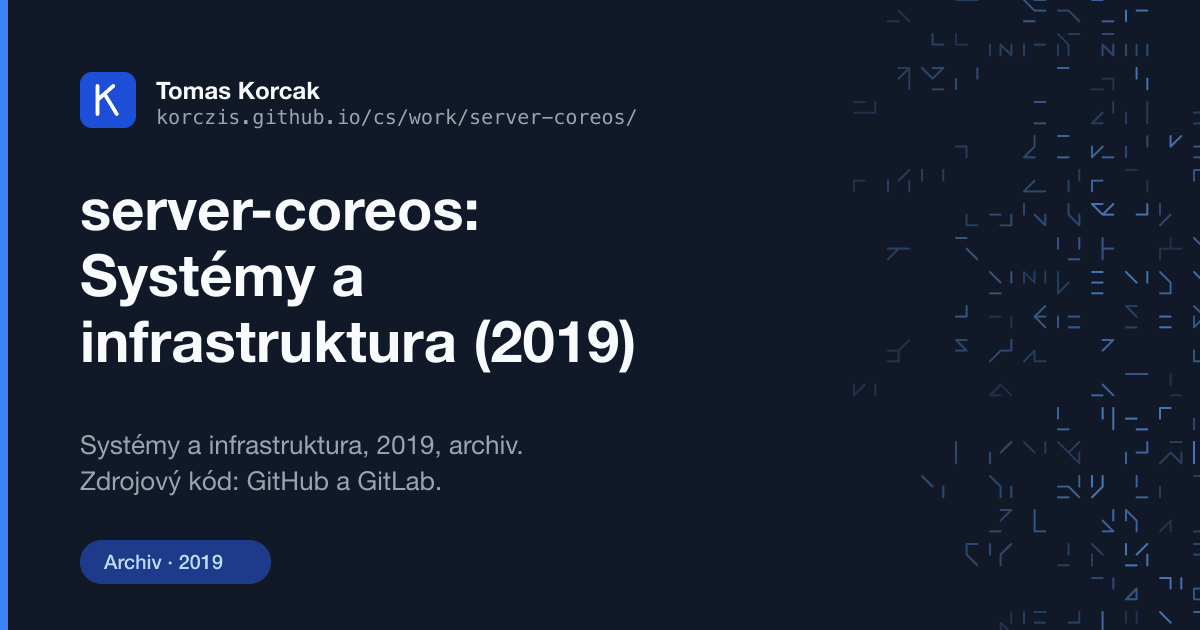 K
Tomas Korcak
korczis.github.io/cs/work/server-coreos/
server-coreos:
Systémy a
infrastruktura (2019)
Systémy a infrastruktura, 2019, archiv.
Zdrojový kód: GitHub a GitLab.
Archiv · 2019